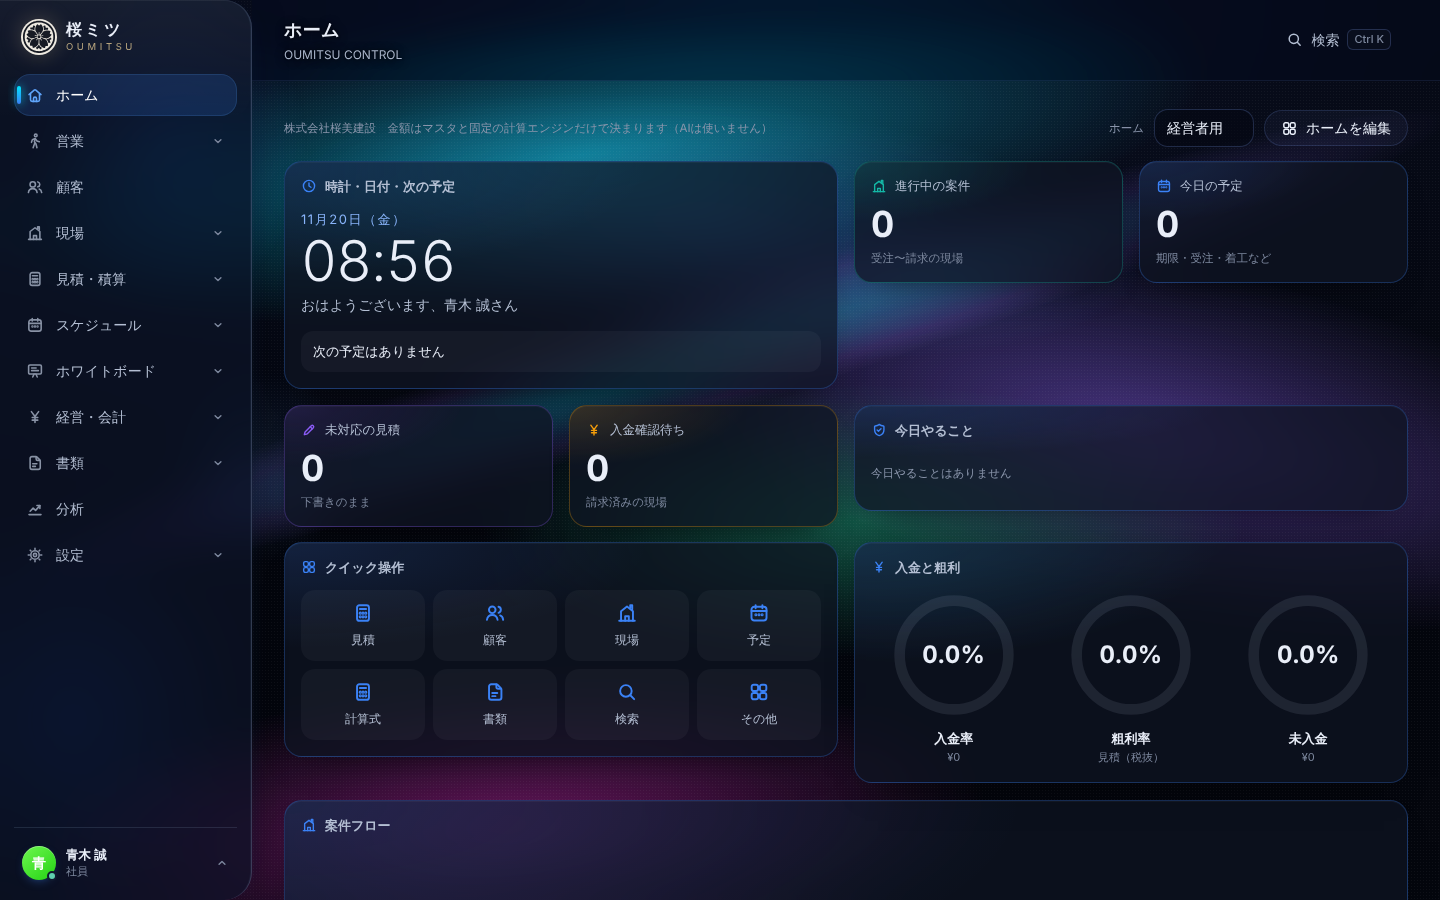 桜ミツ
OUMITSU
ホーム
営業
顧客
現場
見積・積算
スケジュール
ホワイトボード
経営・会計
書類
分析
設定
青
青木 誠
社員
ホーム
OUMITSU CONTROL
検索 Ctrl K
株式会社桜美建設 金額はマスタと固定の計算エンジンだけで決まります（AIは使いません）
ホーム 経営者用 ホームを編集
時計・日付・次の予定
11月20日（金）
08:56
おはようございます、青木 誠さん
次の予定はありません
進行中の案件
0
受注〜請求の現場
今日の予定
0
期限・受注・着工など
未対応の見積
0
下書きのまま
入金確認待ち
0
請求済みの現場
今日やること
今日やることはありません
クイック操作
見積 顧客 現場 予定
計算式 書類 検索 その他
入金と粗利
0.0% 0.0% 0.0%
入金率 粗利率 未入金
¥0 見積（税抜） ¥0
案件フロー